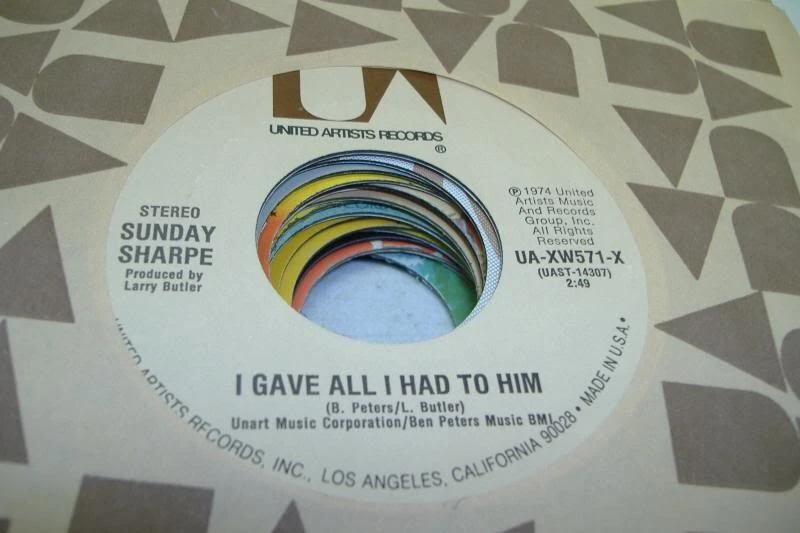 UA
UNITED ARTISTS RECORDS
®
STEREO
SUNDAY
SHARPE
Produced by
Larry Butler
℗ 1974 United
Artists Music
And Records
Group, Inc.
All Rights
Reserved
UA-XW571-X
(UAST-14307)
2:49
I GAVE ALL I HAD TO HIM
(B. Peters/L. Butler)
Unart Music Corporation/Ben Peters Music BMI
UNITED ARTISTS RECORDS, INC., LOS ANGELES, CALIFORNIA 90028 • MADE IN U.S.A. •